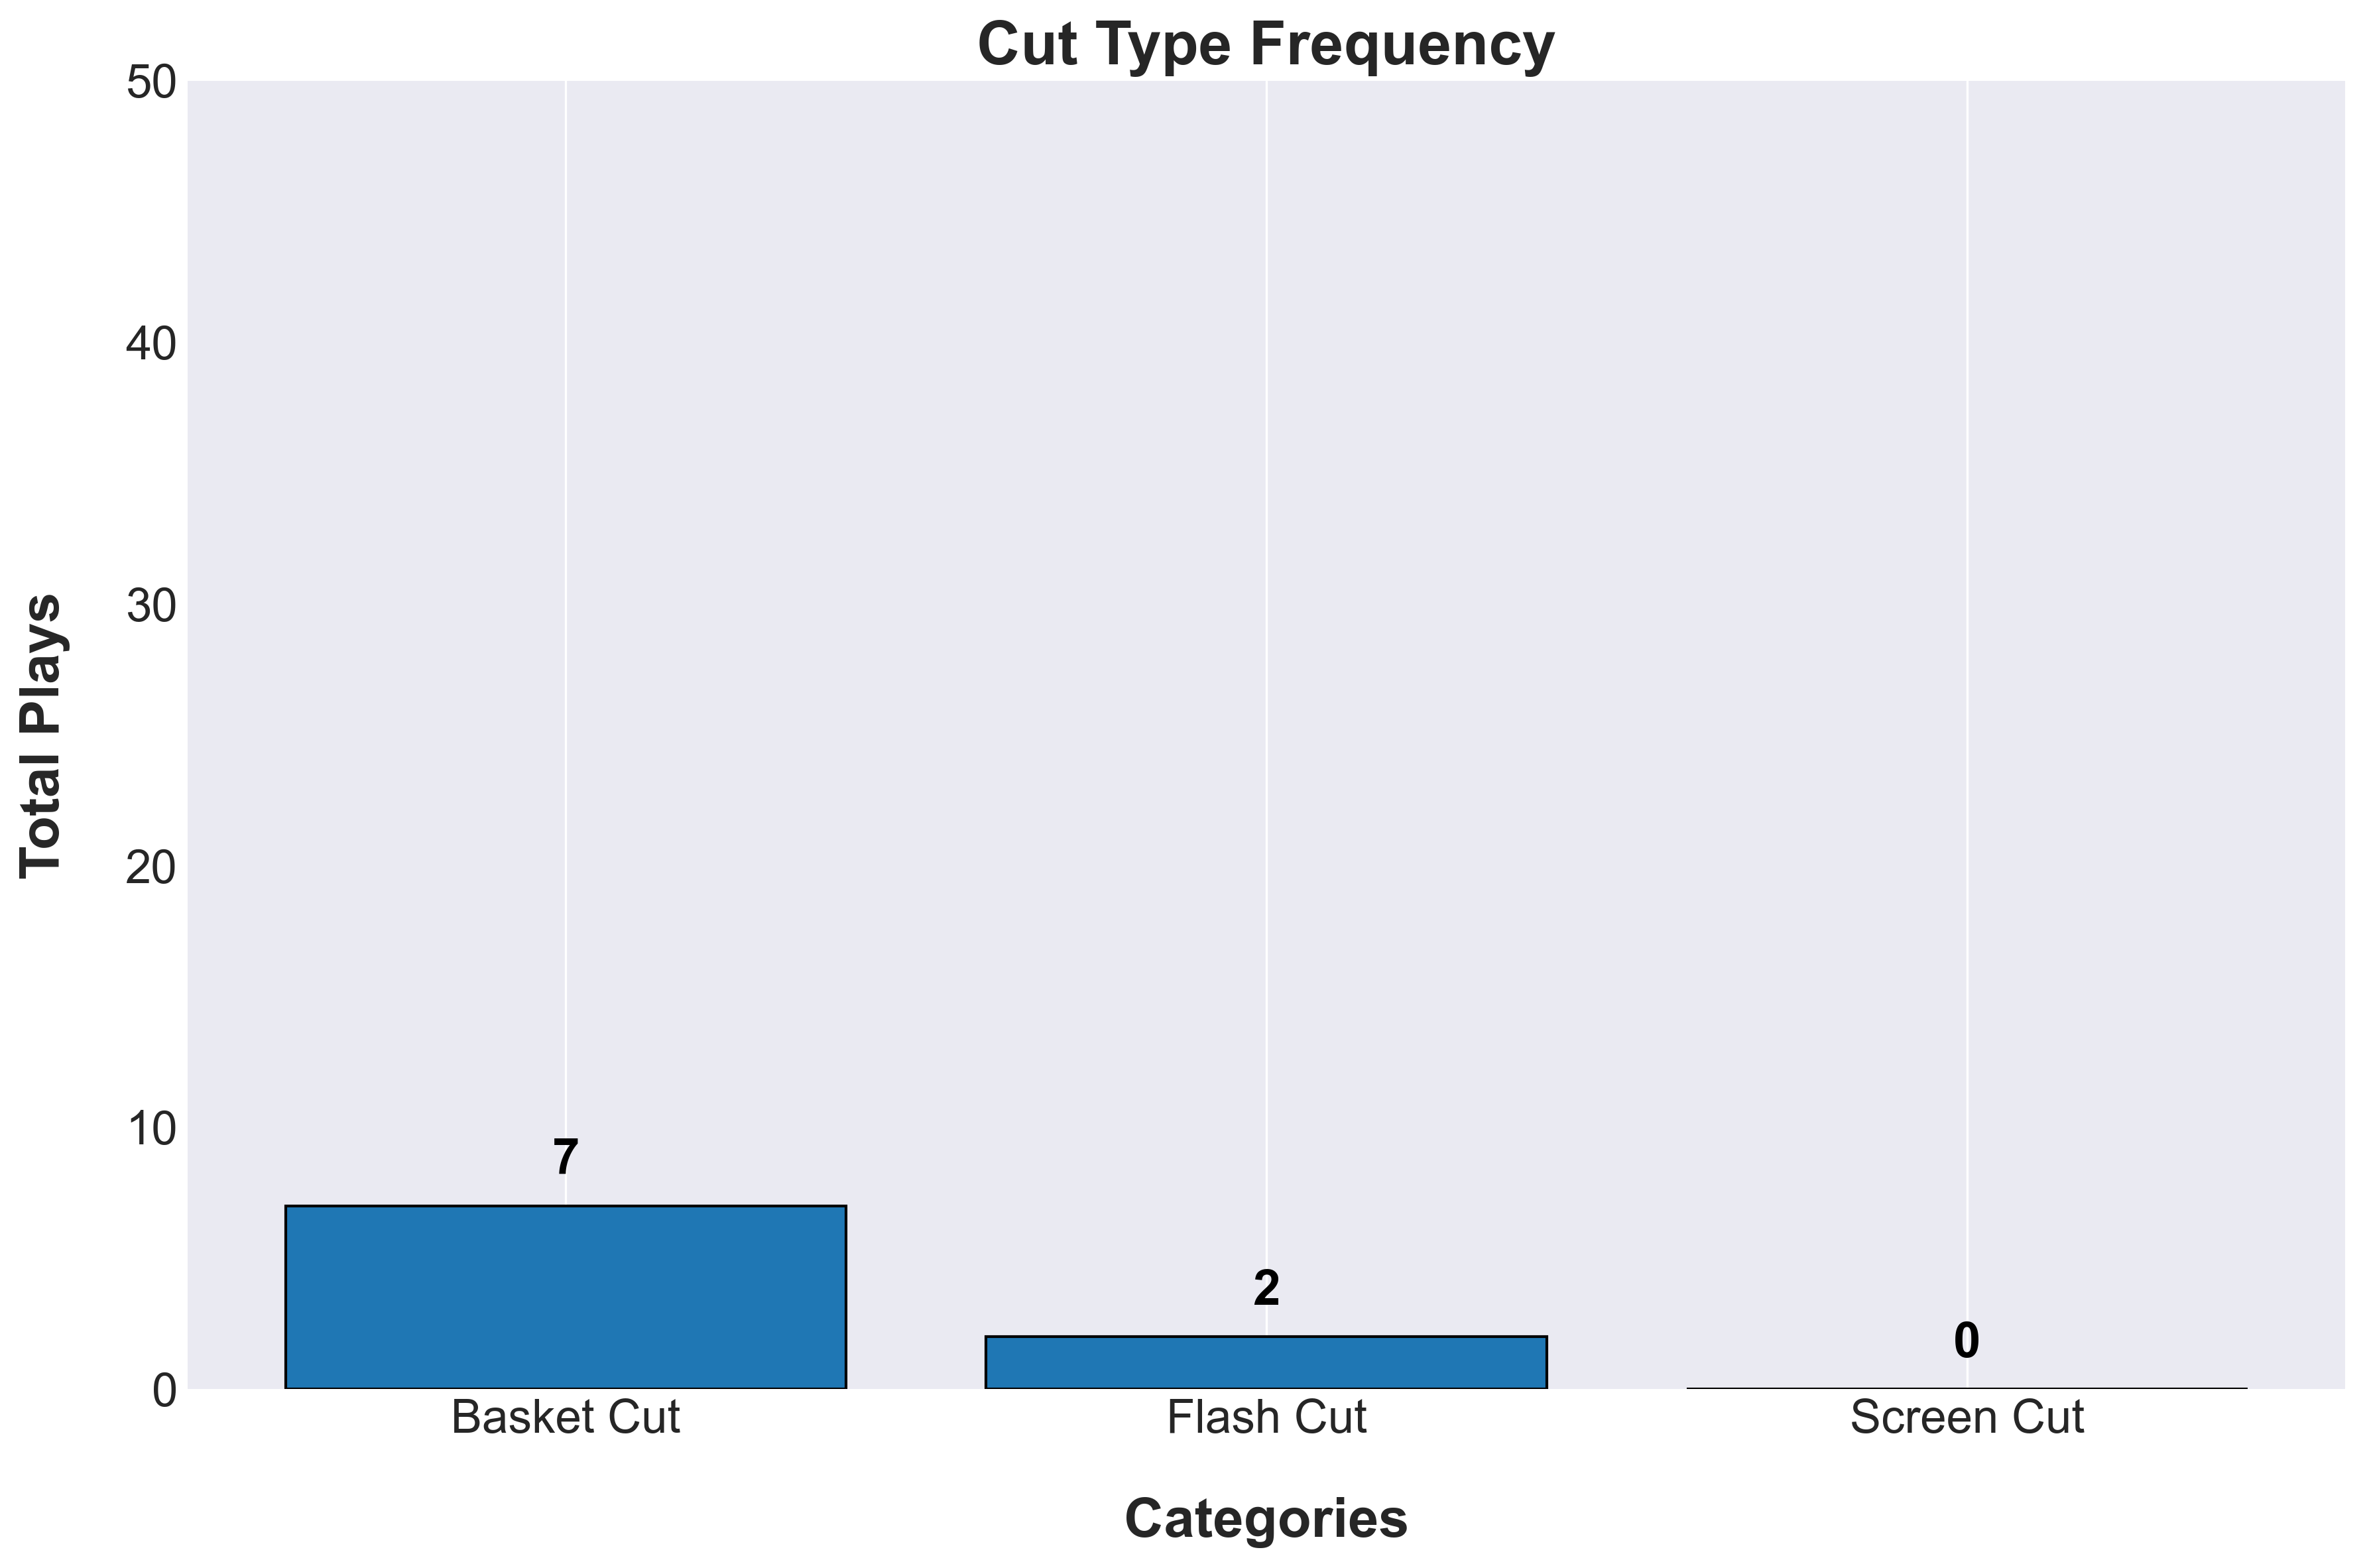 Cut Type Frequency
50
40
30
20
10
0
Total Plays
7
2
0
Basket Cut
Flash Cut
Screen Cut
Categories